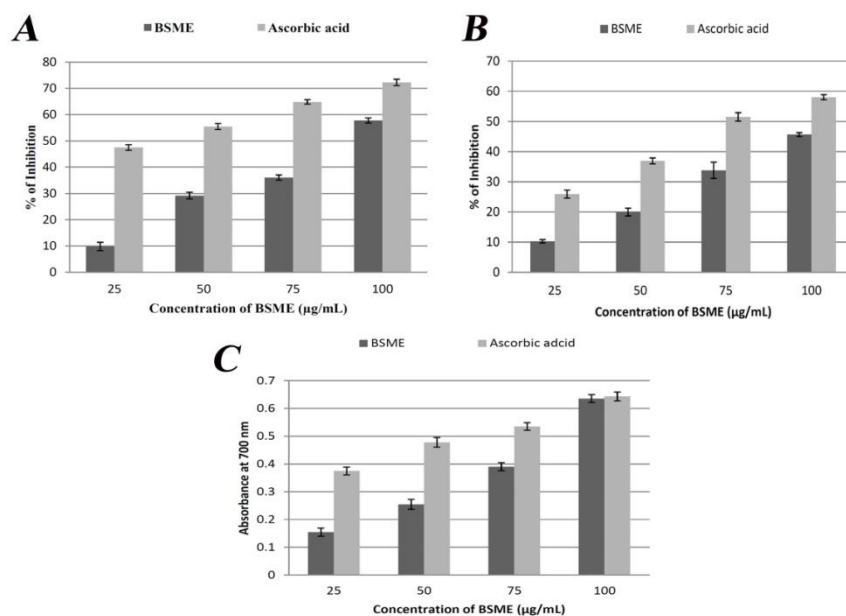 A
BSME
Ascorbic acid
80
70
60
50
40
30
20
10
0
% of Inhibition
25 50 75 100
Concentration of BSME (µg/mL)
B
BSME
Ascorbic acid
70
60
50
40
30
20
10
0
% of Inhibition
25 50 75 100
Concentration of BSME (µg/mL)
C
BSME
Ascorbic adcid
0.7
0.6
0.5
0.4
0.3
0.2
0.1
0
Absorbance at 700 nm
25 50 75 100
Concentration of BSME (µg/mL)